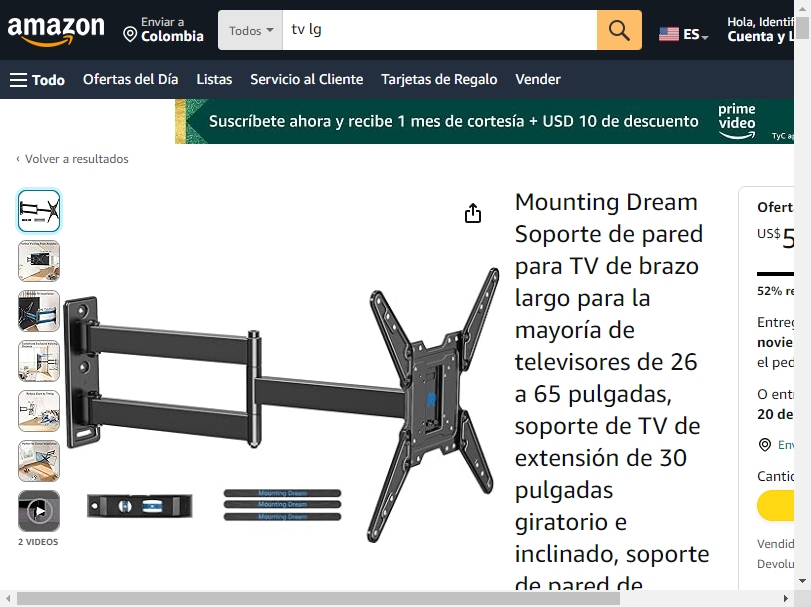 amazon
Enviar a
Colombia
Todos
tv lg
ES
Hola, Identif
Cuenta y L
Todo
Ofertas del Día
Listas
Servicio al Cliente
Tarjetas de Regalo
Vender
Suscríbete ahora y recibe 1 mes de cortesía + USD 10 de descuento
prime
video
TyC ap
‹ Volver a resultados
Mounting Dream
Soporte de pared
para TV de brazo
largo para la
mayoría de
televisores de 26
a 65 pulgadas,
soporte de TV de
extensión de 30
pulgadas
giratorio e
inclinado, soporte
de pared de
Mounting Dream
Mounting Dream
Mounting Dream
2 VIDEOS
Ofert
US$5
52% re
Entreg
novie
el ped
O ent
20 de
Env
Cantid
Vendid
Devolu